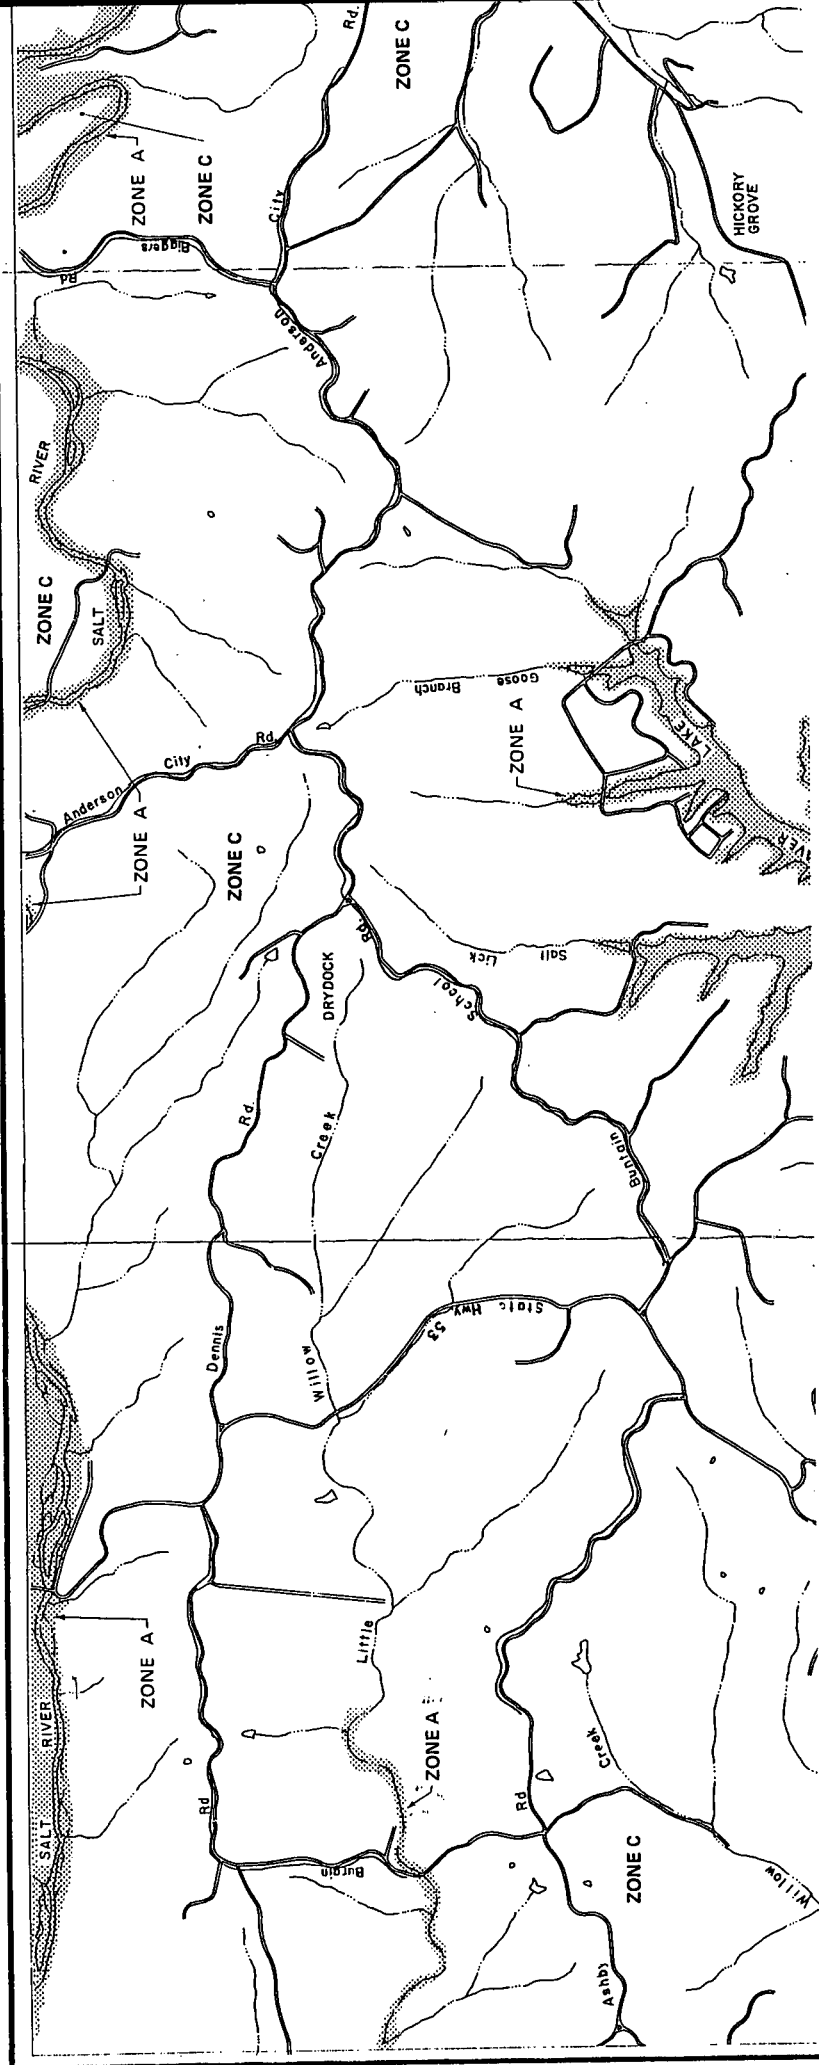 Rd.
ZONE C
ZONE A
ZONE C
City
HICKORY
GROVE
Biggers
Rd
Anderson
RIVER
ZONE C
SALT
Goose
Branch
ZONE A
LAKE
Rd.
City
Anderson
ZONE A
ZONE C
Rd.
School
Salt
Lick
DRYDOCK
Rd.
Creek
Buntain
State
Hwy
53
Dennis
Willow
ZONE A
Little
RIVER
SALT
ZONE A
Rd
Creek
Rd
Burgin
ZONE C
Willow
Ashby